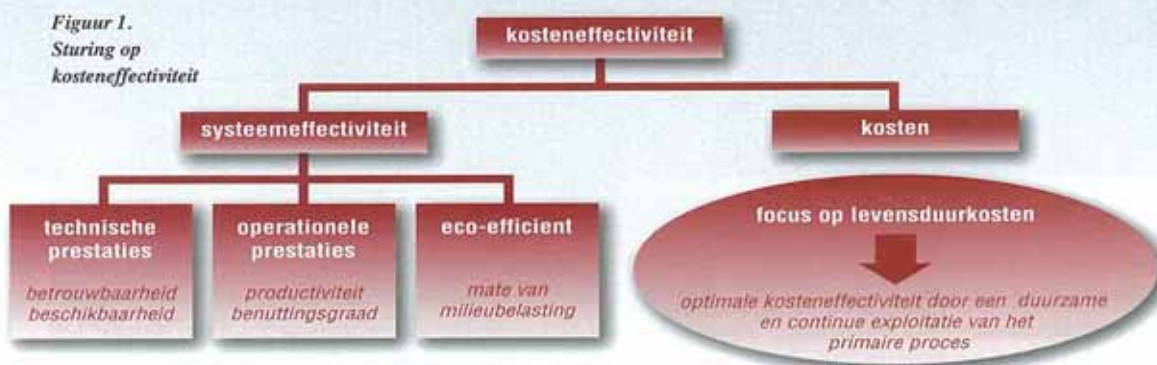 Figuur 1.
Sturing op
kosteneffectiviteit
kosteneffectiviteit
systeemeffectiviteit
kosten
technische
prestaties
betrouwbaarheid
beschikbaarheid
operationele
prestaties
productiviteit
benuttingsgraad
eco-efficient
mate van
milieubelasting
focus op levensduurkosten
optimale kosteneffectiviteit door een duurzame
en continue exploitatie van het
primaire proces